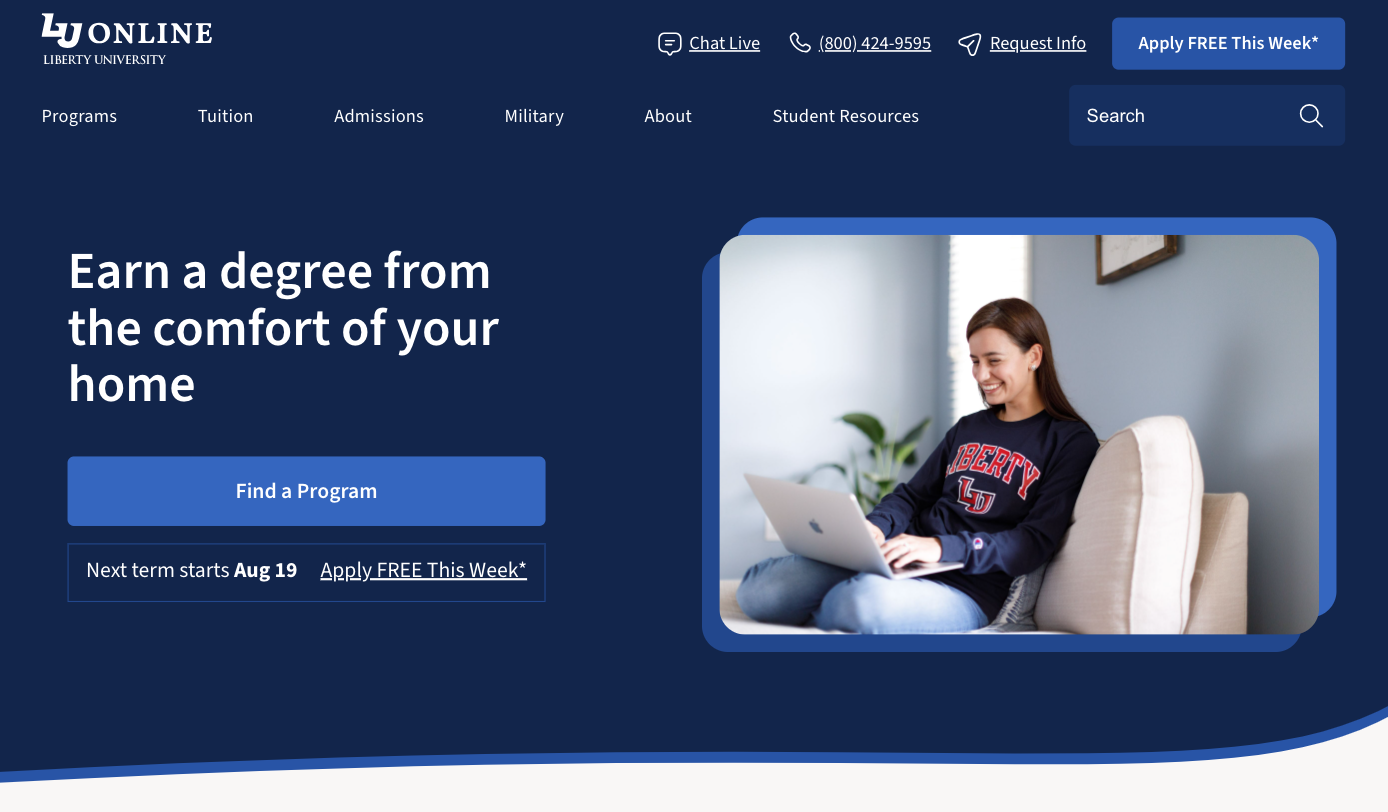 LU ONLINE
LIBERTY UNIVERSITY
Chat Live
(800) 424-9595
Request Info
Apply FREE This Week*
Programs
Tuition
Admissions
Military
About
Student Resources
Search
Earn a degree from
the comfort of your
home
Find a Program
Next term starts Aug 19 Apply FREE This Week*
LIBERTY
LU